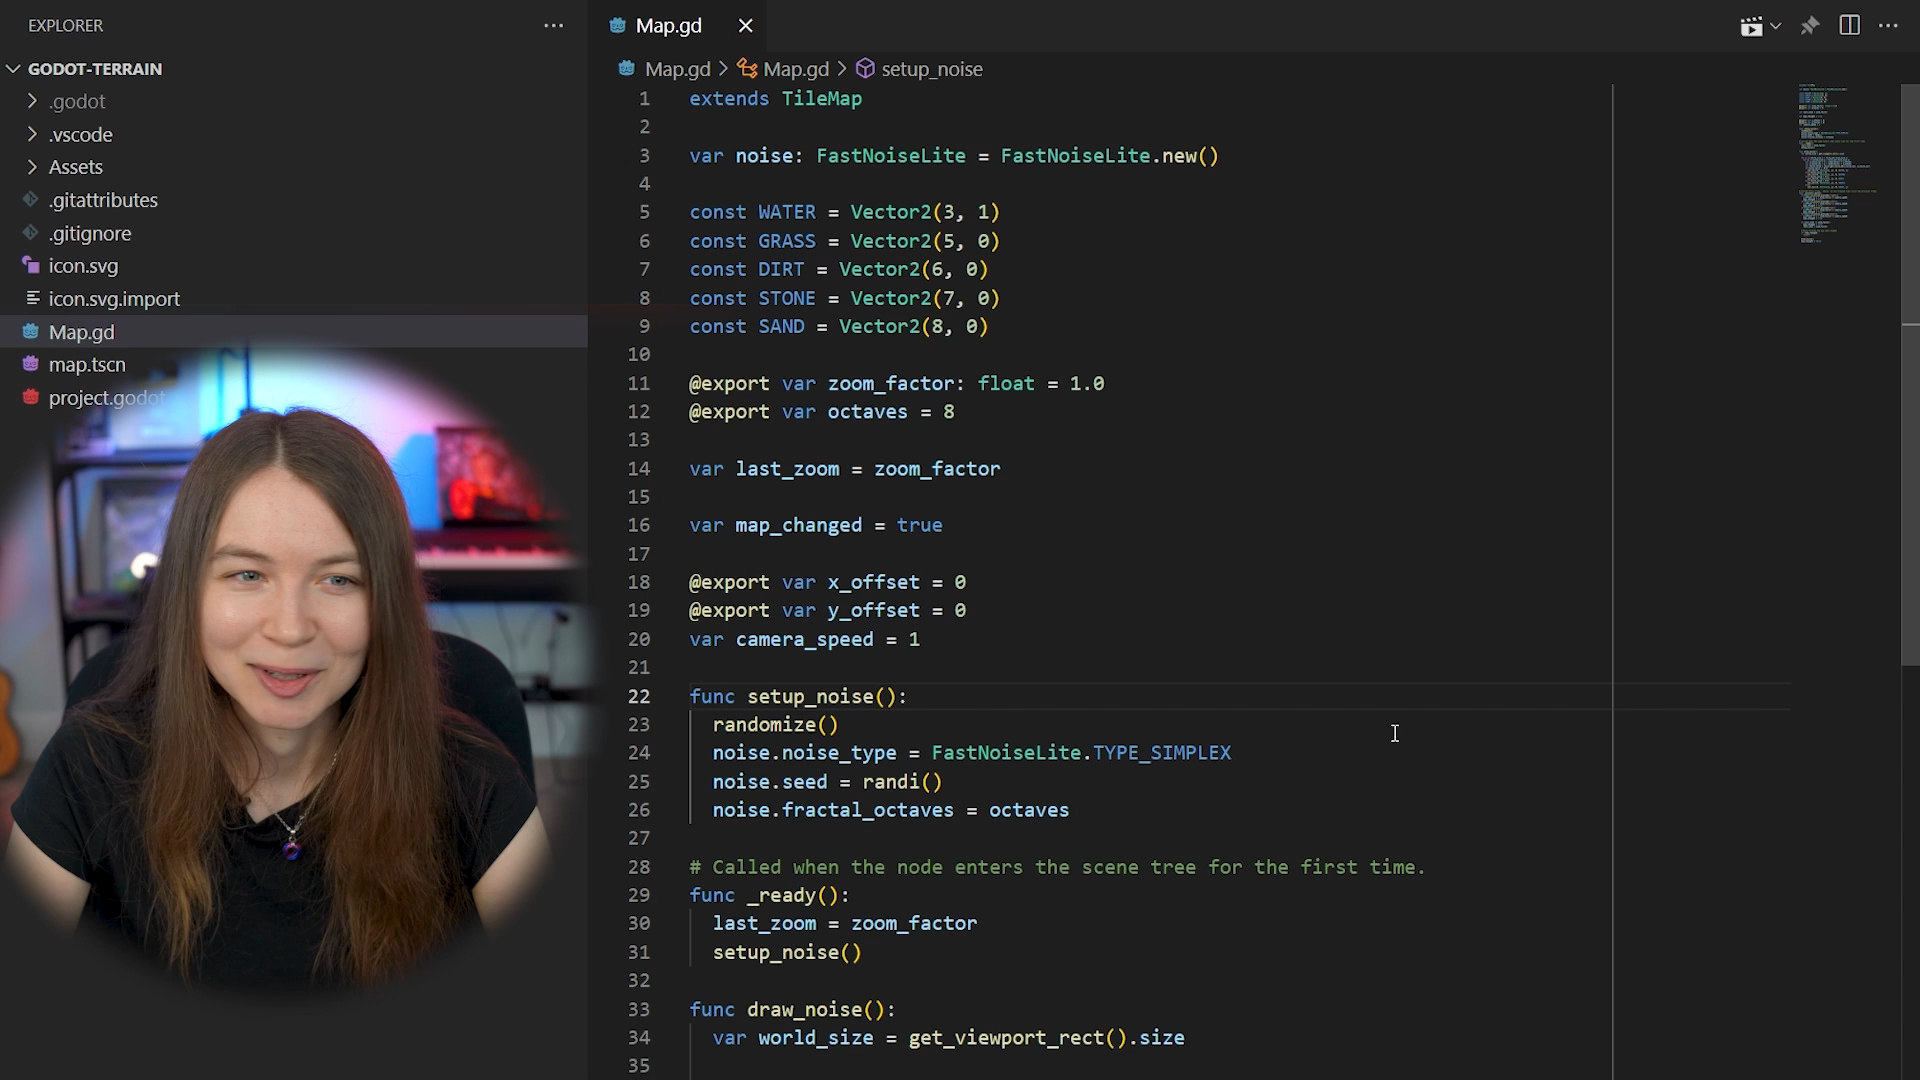 EXPLORER
GODOT-TERRAIN
.godot
.vscode
Assets
.gitattributes
.gitignore
icon.svg
icon.svg.import
Map.gd
map.tscn
project.godot
Map.gd
Map.gd > Map.gd > setup_noise
1 extends TileMap
2
3 var noise: FastNoiseLite = FastNoiseLite.new()
4
5 const WATER = Vector2(3, 1)
6 const GRASS = Vector2(5, 0)
7 const DIRT = Vector2(6, 0)
8 const STONE = Vector2(7, 0)
9 const SAND = Vector2(8, 0)
10
11 @export var zoom_factor: float = 1.0
12 @export var octaves = 8
13
14 var last_zoom = zoom_factor
15
16 var map_changed = true
17
18 @export var x_offset = 0
19 @export var y_offset = 0
20 var camera_speed = 1
21
22 func setup_noise():
23 randomize()
24 noise.noise_type = FastNoiseLite.TYPE_SIMPLEX
25 noise.seed = randi()
26 noise.fractal_octaves = octaves
27
28 # Called when the node enters the scene tree for the first time.
29 func _ready():
30 last_zoom = zoom_factor
31 setup_noise()
32
33 func draw_noise():
34 var world_size = get_viewport_rect().size
35